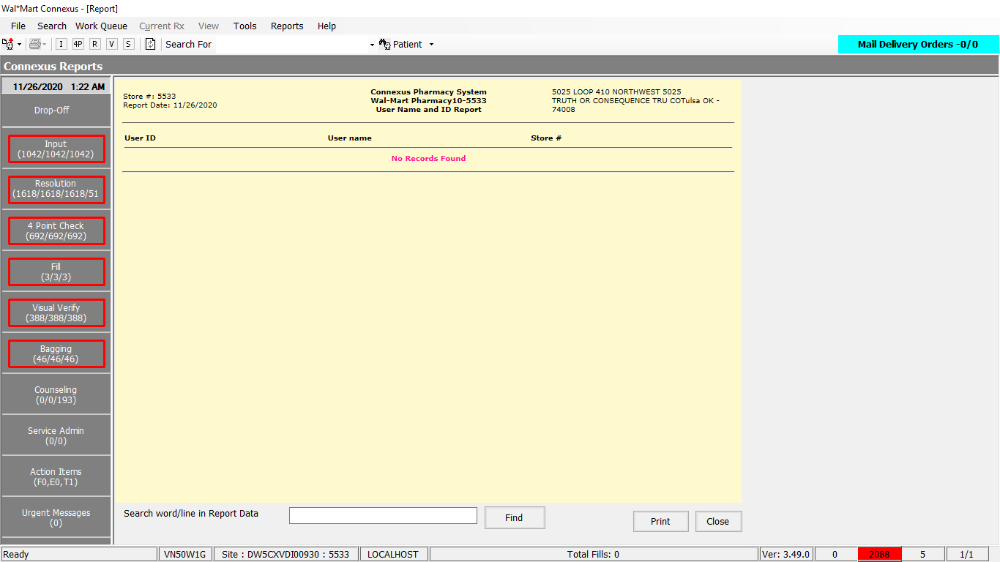 Wal*Mart Connexus - [Report]
File Search Work Queue Current Rx View Tools Reports Help
I 4P R V S Search For Patient
Mail Delivery Orders -0/0
Connexus Reports
11/26/2020 1:22 AM
Drop-Off
Input
(1042/1042/1042)
Resolution
(1618/1618/1618/51
4 Point Check
(692/692/692)
Fill
(3/3/3)
Visual Verify
(388/388/388)
Bagging
(46/46/46)
Counseling
(0/0/193)
Service Admin
(0/0)
Action Items
(F0,E0,T1)
Urgent Messages
(0)
Store #: 5533
Report Date: 11/26/2020
Connexus Pharmacy System
Wal-Mart Pharmacy10-5533
User Name and ID Report
5025 LOOP 410 NORTHWEST 5025
TRUTH OR CONSEQUENCE TRU COTulsa OK -
74008
User ID User name Store #
No Records Found
Search word/line in Report Data Find Print Close
Ready VN50W1G Site : DW5CXVDI00930 : 5533 LOCALHOST Total Fills: 0 Ver: 3.49.0 0 2088 5 1/1